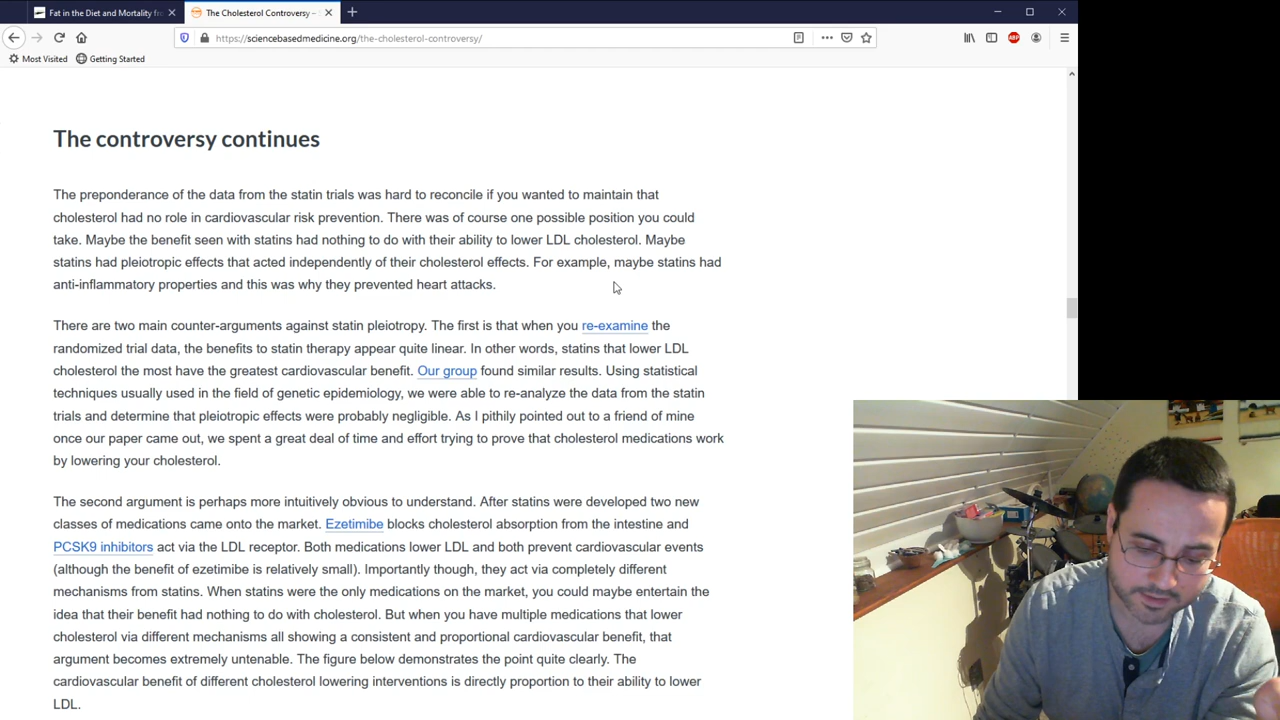 Fat in the Diet and Mortality fr
The Cholesterol Controversy –
https://sciencebasedmedicine.org/the-cholesterol-controversy/
Most Visited
Getting Started
ABP
The controversy continues
The preponderance of the data from the statin trials was hard to reconcile if you wanted to maintain that
cholesterol had no role in cardiovascular risk prevention. There was of course one possible position you could
take. Maybe the benefit seen with statins had nothing to do with their ability to lower LDL cholesterol. Maybe
statins had pleiotropic effects that acted independently of their cholesterol effects. For example, maybe statins had
anti-inflammatory properties and this was why they prevented heart attacks.
There are two main counter-arguments against statin pleiotropy. The first is that when you re-examine the
randomized trial data, the benefits to statin therapy appear quite linear. In other words, statins that lower LDL
cholesterol the most have the greatest cardiovascular benefit. Our group found similar results. Using statistical
techniques usually used in the field of genetic epidemiology, we were able to re-analyze the data from the statin
trials and determine that pleiotropic effects were probably negligible. As I pithily pointed out to a friend of mine
once our paper came out, we spent a great deal of time and effort trying to prove that cholesterol medications work
by lowering your cholesterol.
The second argument is perhaps more intuitively obvious to understand. After statins were developed two new
classes of medications came onto the market. Ezetimibe blocks cholesterol absorption from the intestine and
PCSK9 inhibitors act via the LDL receptor. Both medications lower LDL and both prevent cardiovascular events
(although the benefit of ezetimibe is relatively small). Importantly though, they act via completely different
mechanisms from statins. When statins were the only medications on the market, you could maybe entertain the
idea that their benefit had nothing to do with cholesterol. But when you have multiple medications that lower
cholesterol via different mechanisms all showing a consistent and proportional cardiovascular benefit, that
argument becomes extremely untenable. The figure below demonstrates the point quite clearly. The
cardiovascular benefit of different cholesterol lowering interventions is directly proportion to their ability to lower
LDL.